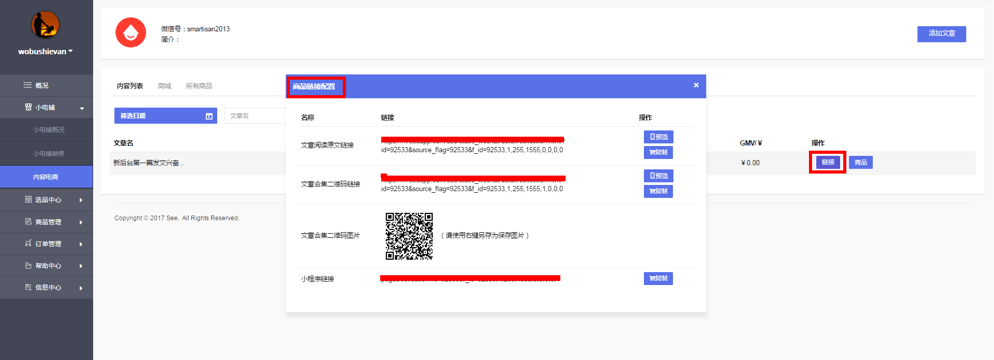 wobushievan
概况
小电铺
小电铺概况
小电铺装修
内容电商
选品中心
商品管理
订单管理
帮助中心
信息中心
微信号：smartisan2013
简介：
添加文章
内容列表 商城 所有商品
筛选日期 文章名
文章名 GMV/ ¥ 操作
新后台第一篇发文兴奋... ¥ 0.00 链接 商品
Copyright © 2017 See. All Rights Reserved.
商品链接配置 ×
名称 链接 操作
文章阅读原文链接
id=92533&source_flag=92533&f_id=92533,1,255,1555,1,0,0,0
预览
复制
文章合集二维码链接
id=92533&source_flag=92533&f_id=92533,1,255,1555,1,0,0,0
预览
复制
文章合集二维码图片 （请使用右键另存为保存图片）
小程序链接 复制